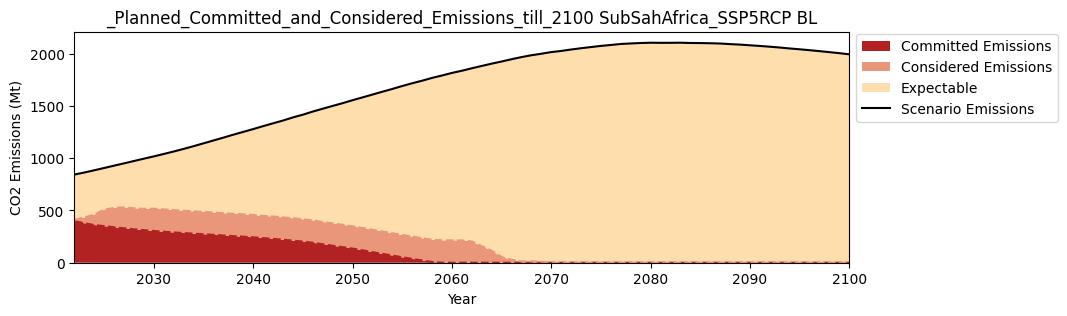 _Planned_Committed_and_Considered_Emissions_till_2100 SubSahAfrica_SSP5RCP BL
CO2 Emissions (Mt)
2000
1500
1000
500
0
2030 2040 2050 2060 2070 2080 2090 2100
Year
Committed Emissions
Considered Emissions
Expectable
Scenario Emissions